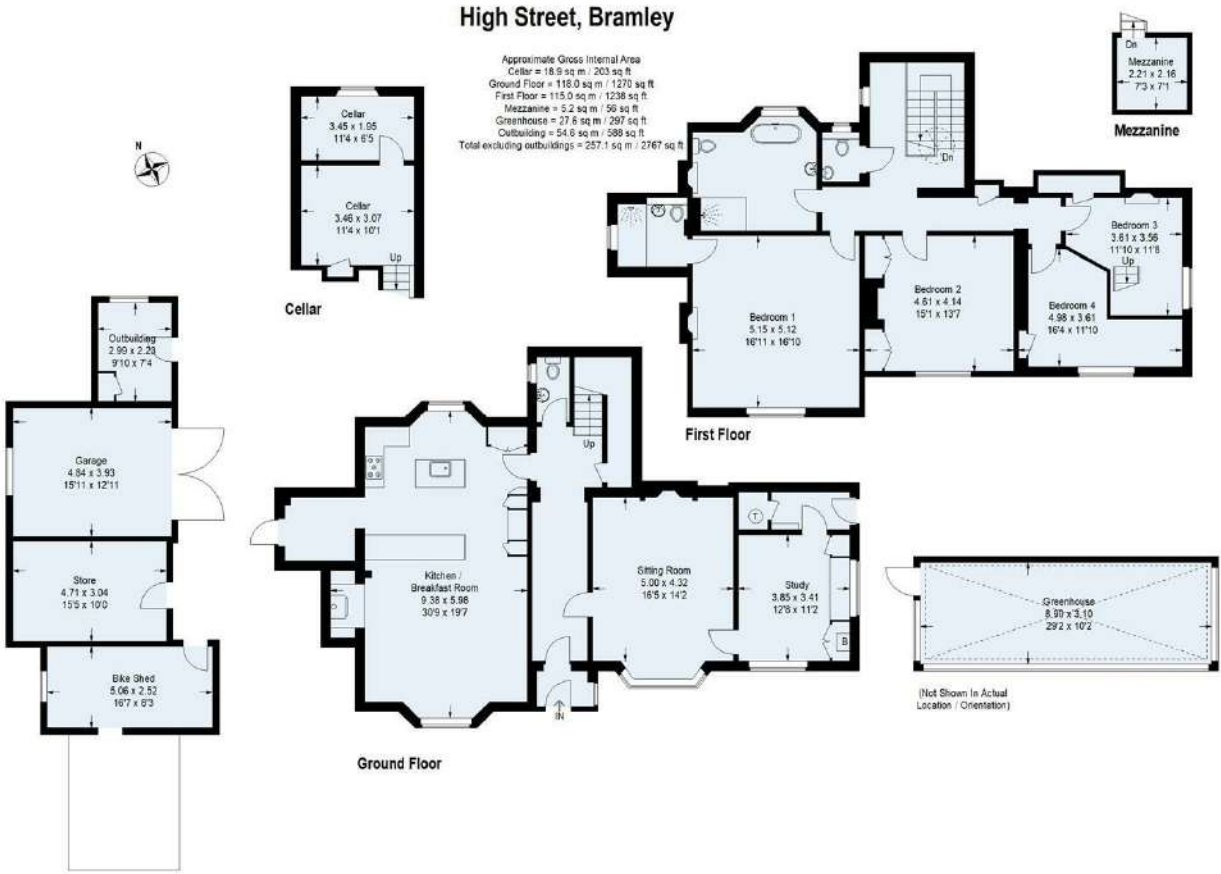 High Street, Bramley
Approximate Gross Internal Area
Cellar = 18.9 sq m / 203 sq ft
Ground Floor = 118.0 sq m / 1270 sq ft
First Floor = 115.0 sq m / 1238 sq ft
Mezzanine = 5.2 sq m / 56 sq ft
Greenhouse = 27.6 sq m / 297 sq ft
Outbuilding = 54.6 sq m / 588 sq ft
Total excluding outbuildings = 257.1 sq m / 2767 sq ft
N
Cellar
3.45 x 1.95
11'4 x 6'5
Cellar
3.46 x 3.07
11'4 x 10'1
Up
Cellar
Dn
Mezzanine
2.21 x 2.16
7'3 x 7'1
Mezzanine
Dn
Bedroom 1
5.15 x 5.12
16'11 x 16'10
Bedroom 2
4.61 x 4.14
15'1 x 13'7
Bedroom 3
3.61 x 3.56
11'10 x 11'8
Up
Bedroom 4
4.98 x 3.61
16'4 x 11'10
First Floor
Outbuilding
2.99 x 2.23
9'10 x 7'4
Garage
4.84 x 3.93
15'11 x 12'11
Store
4.71 x 3.04
15'5 x 10'0
Bike Shed
5.06 x 2.52
16'7 x 8'3
Up
Kitchen /
Breakfast Room
9.38 x 5.98
30'9 x 19'7
Sitting Room
5.00 x 4.32
16'5 x 14'2
T
Study
3.85 x 3.41
12'8 x 11'2
B
IN
Ground Floor
Greenhouse
8.90 x 3.10
29'2 x 10'2
(Not Shown In Actual
Location / Orientation)